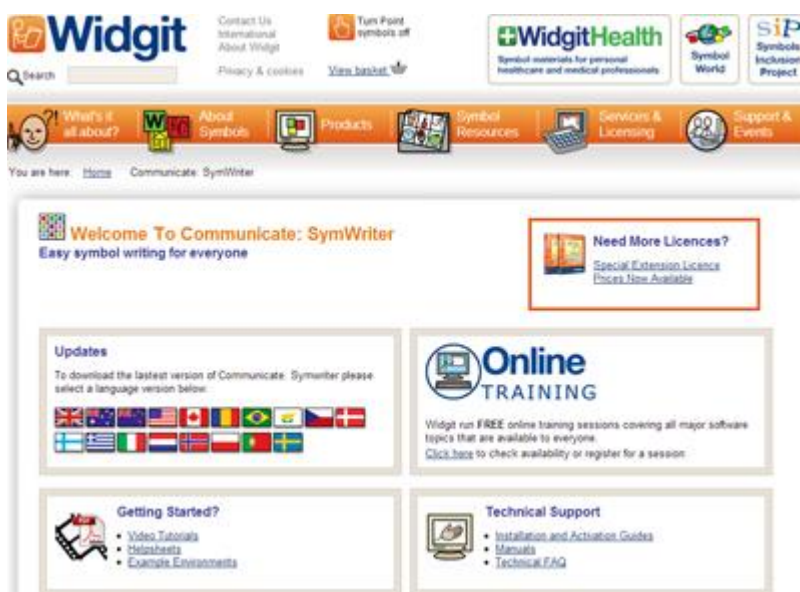 Widgit
Contact Us
International
About Widgit
Privacy & cookies
Turn Point
symbols off
View basket
Search
WidgitHealth
Symbol materials for personal
healthcare and medical professionals
Symbol
World
SiP
Symbols
Inclusion
Project
What's it
all about?
About
Symbols
Products
Symbol
Resources
Services &
Licensing
Support &
Events
You are here: Home Communicate: SymWriter
Welcome To Communicate: SymWriter
Easy symbol writing for everyone
Need More Licences?
Special Extension Licence
Prices Now Available
Updates
To download the lastest version of Communicate: Symwriter please
select a language version below:
Online
TRAINING
Widgit run FREE online training sessions covering all major software
topics that are available to everyone.
Click here to check availability or register for a session
Getting Started?
Video Tutorials
Helpsheets
Example Environments
Technical Support
Installation and Activation Guides
Manuals
Technical FAQ